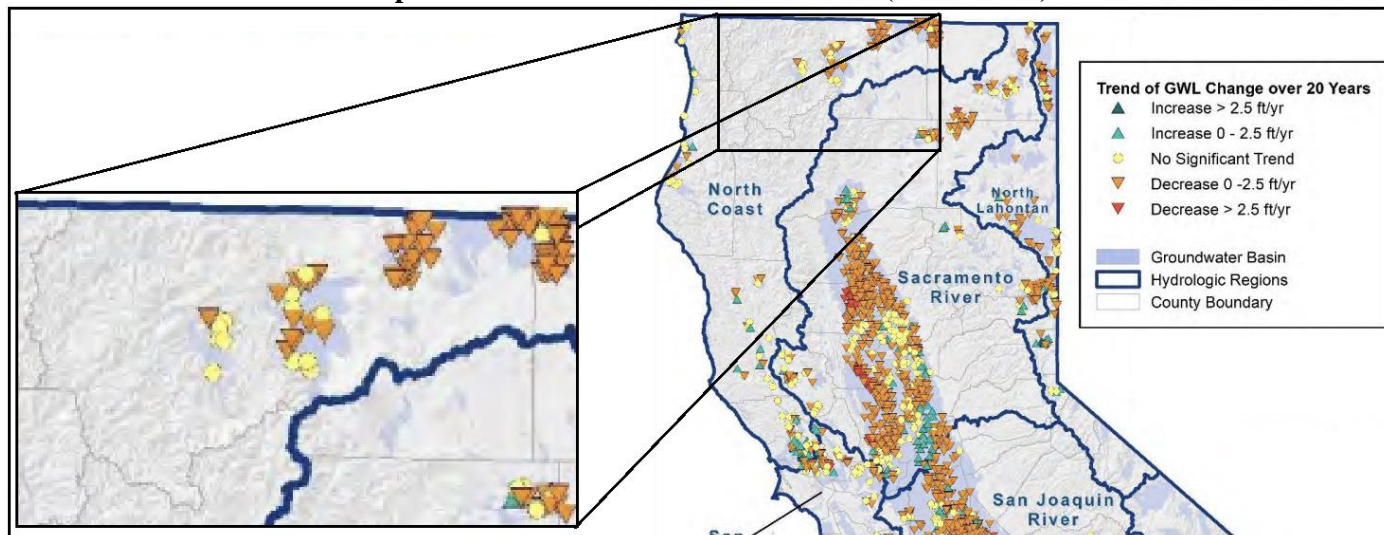 North
Coast
North
Lahontan
Sacramento
River
San Joaquin
River
Trend of GWL Change over 20 Years
Increase > 2.5 ft/yr
Increase 0 - 2.5 ft/yr
No Significant Trend
Decrease 0 -2.5 ft/yr
Decrease > 2.5 ft/yr
Groundwater Basin
Hydrologic Regions
County Boundary